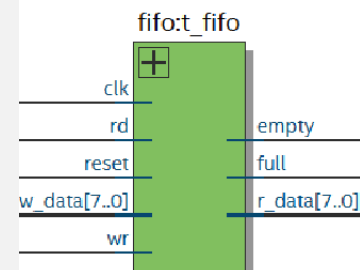 fifo:t_fifo
clk
rd
empty
reset
full
w_data[7..0]
r_data[7..0]
wr